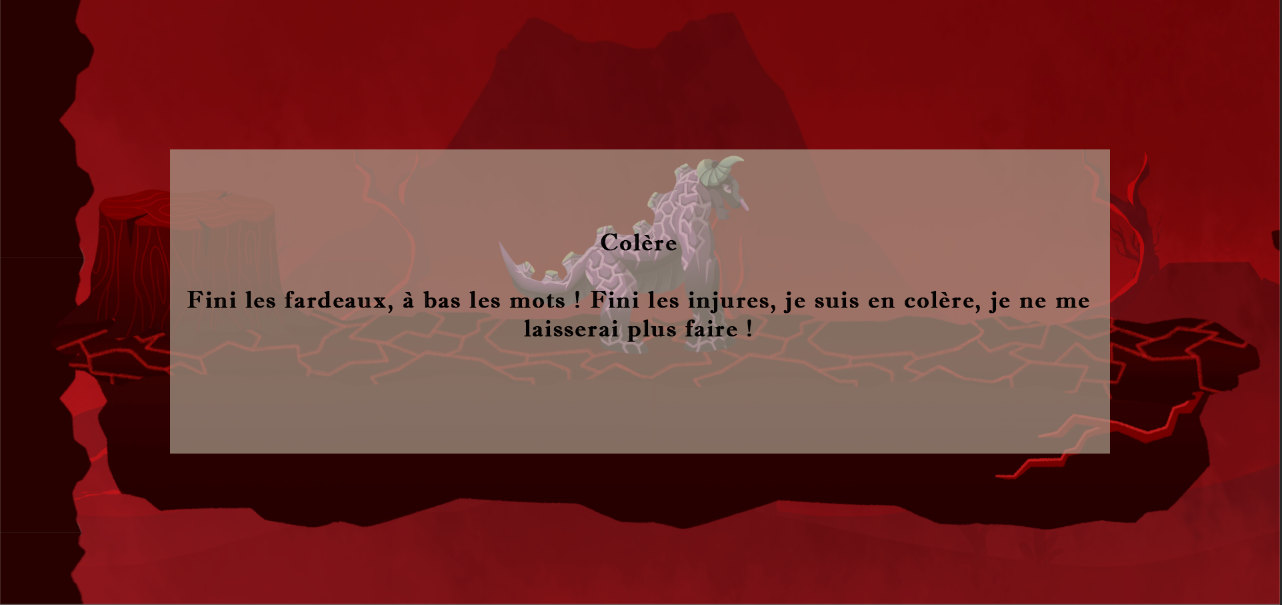 Colère
Fini les fardeaux, à bas les mots ! Fini les injures, je suis en colère, je ne me
laisserai plus faire !